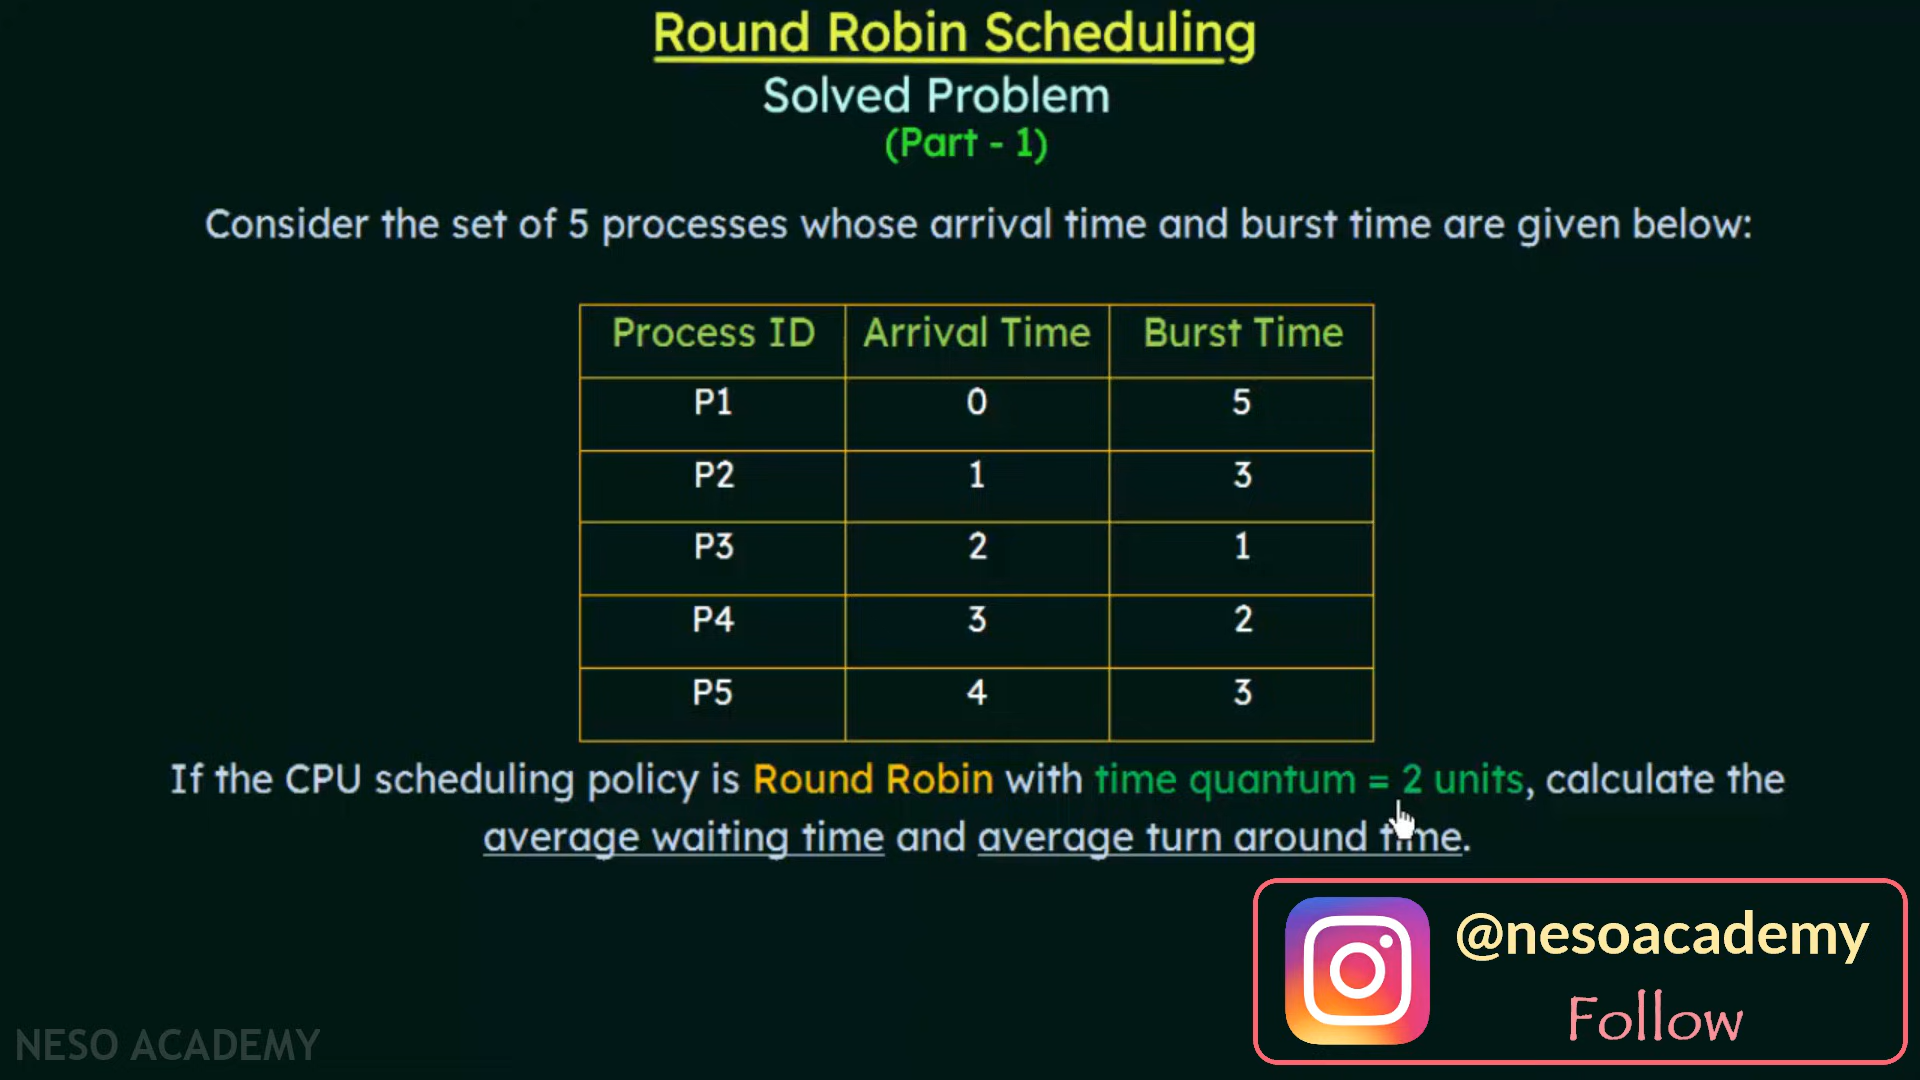 Round Robin Scheduling
Solved Problem
(Part - 1)
Consider the set of 5 processes whose arrival time and burst time are given below:
Process ID Arrival Time Burst Time
P1 0 5
P2 1 3
P3 2 1
P4 3 2
P5 4 3
If the CPU scheduling policy is Round Robin with time quantum = 2 units, calculate the
average waiting time and average turn around time.
@nesoacademy
Follow
NESO ACADEMY